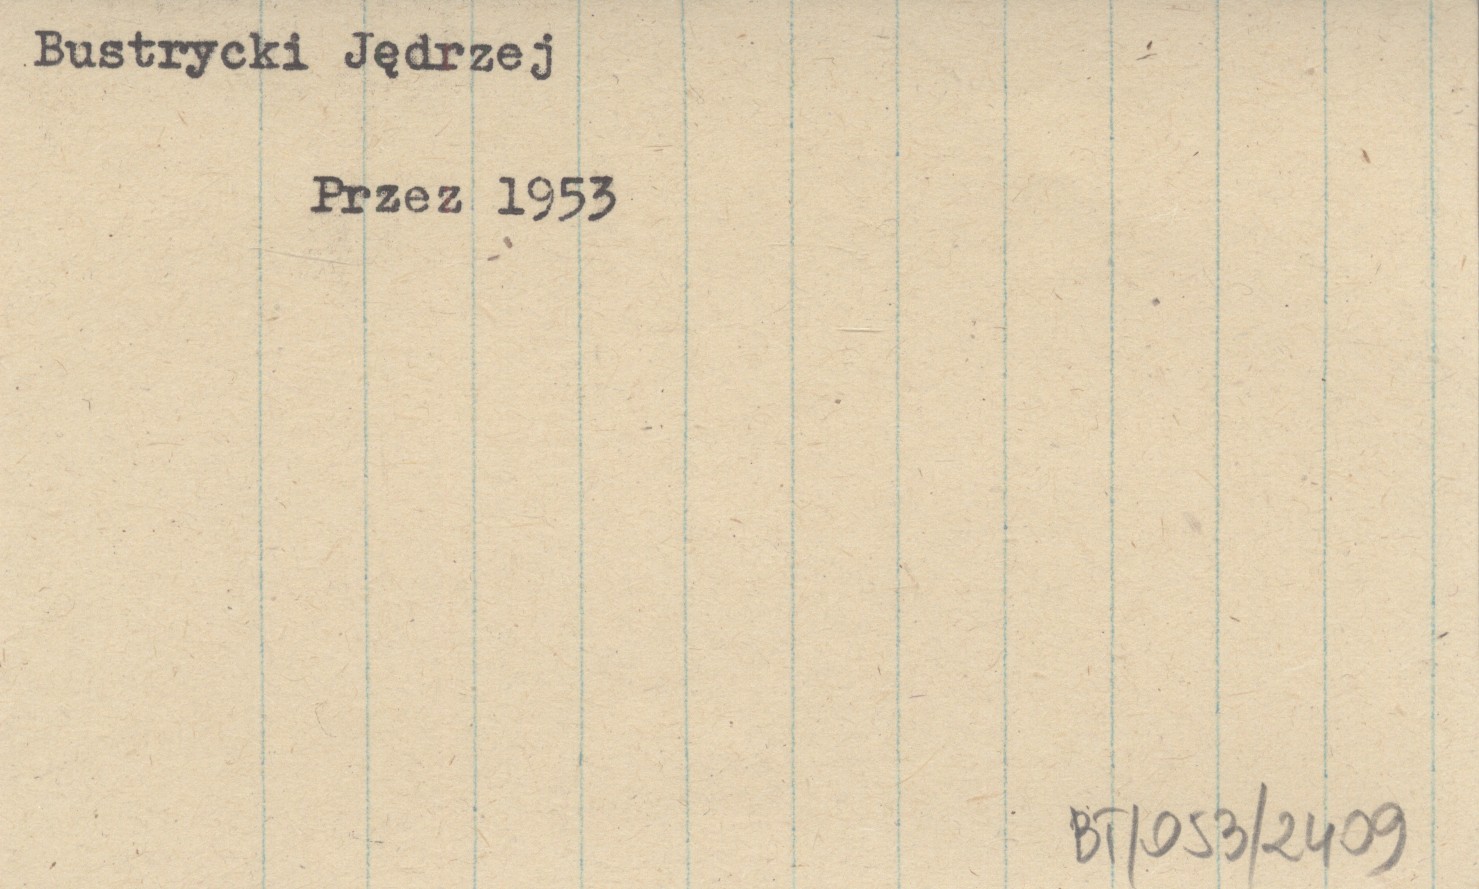 Bustrycki Jędrzej
Przez 1953
BT/053/2409